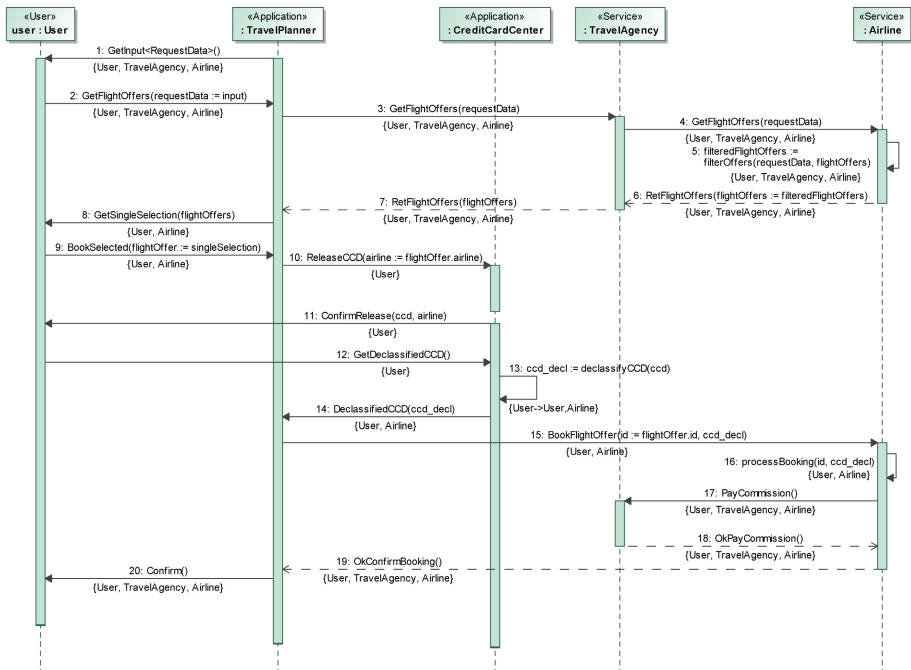 «User»
user : User
«Application»
: TravelPlanner
«Application»
: CreditCardCenter
«Service»
: TravelAgency
«Service»
: Airline
1: GetInput<RequestData>()
{User, TravelAgency, Airline}
2: GetFlightOffers(requestData := input)
{User, TravelAgency, Airline}
3: GetFlightOffers(requestData)
{User, TravelAgency, Airline}
4: GetFlightOffers(requestData)
{User, TravelAgency, Airline}
5: filteredFlightOffers :=
filterOffers(requestData, flightOffers)
{User, TravelAgency, Airline}
6: RetFlightOffers(flightOffers := filteredFlightOffers)
{User, TravelAgency, Airline}
7: RetFlightOffers(flightOffers)
{User, TravelAgency, Airline}
8: GetSingleSelection(flightOffers)
{User, Airline}
9: BookSelected(flightOffer := singleSelection)
{User, Airline}
10: ReleaseCCD(airline := flightOffer.airline)
{User}
11: ConfirmRelease(ccd, airline)
{User}
12: GetDeclassifiedCCD()
{User}
13: ccd_decl := declassifyCCD(ccd)
{User->User,Airline}
14: DeclassifiedCCD(ccd_decl)
{User, Airline}
15: BookFlightOffer(id := flightOffer.id, ccd_decl)
{User, Airline}
16: processBooking(id, ccd_decl)
{User, Airline}
17: PayCommission()
{User, TravelAgency, Airline}
18: OkPayCommission()
{User, TravelAgency, Airline}
19: OkConfirmBooking()
{User, TravelAgency, Airline}
20: Confirm()
{User, TravelAgency, Airline}